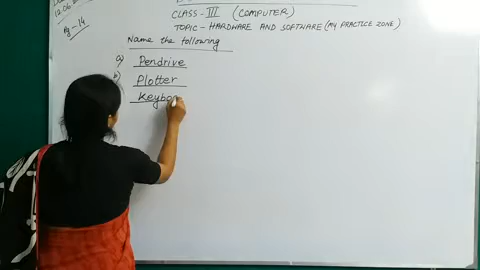 CLASS - III (COMPUTER)
TOPIC - HARDWARE AND SOFTWARE (MY PRACTICE ZONE)
Pg - 14
Name the following
a) Pendrive
b) Plotter
Keybo